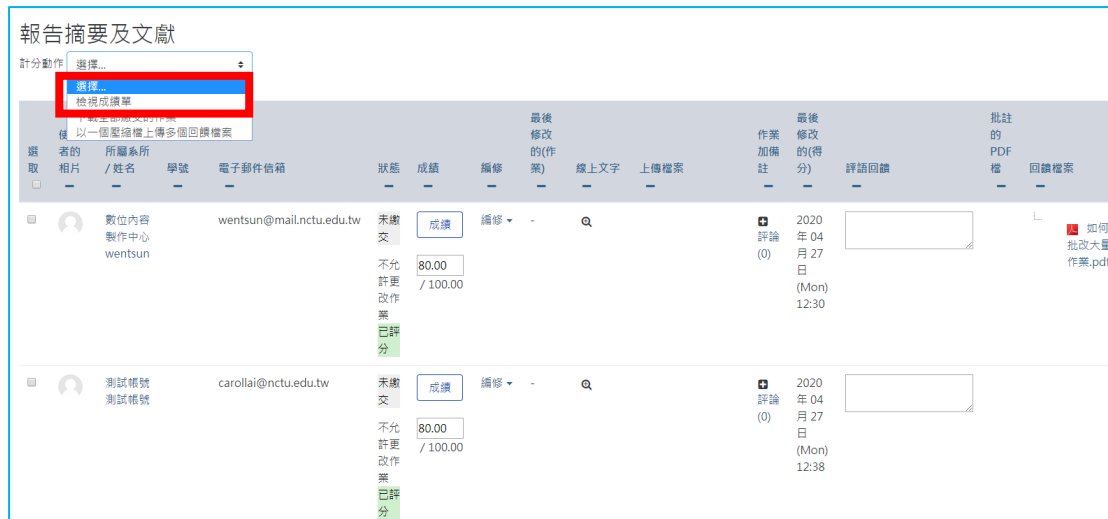 報告摘要及文獻
計分動作 選擇...
選擇...
檢視成績單
下載全部繳交的作業
以一個壓縮檔上傳多個回饋檔案
選取
使用者的相片
所屬系所 / 姓名
學號
電子郵件信箱
狀態
成績
編修
最後修改的(作業)
線上文字
上傳檔案
作業加備註
最後修改的(得分)
評語回饋
批註的PDF檔
回饋檔案
數位內容
製作中心
wentsun
wentsun@mail.nctu.edu.tw
未繳交
不允許更改作業
已評分
成績
80.00
/ 100.00
編修
-
評論
(0)
2020
年 04
月 27
日
(Mon)
12:30
如何
批改大量
作業.pdf
測試帳號
測試帳號
carollai@nctu.edu.tw
未繳交
不允許更改作業
已評分
成績
80.00
/ 100.00
編修
-
評論
(0)
2020
年 04
月 27
日
(Mon)
12:38